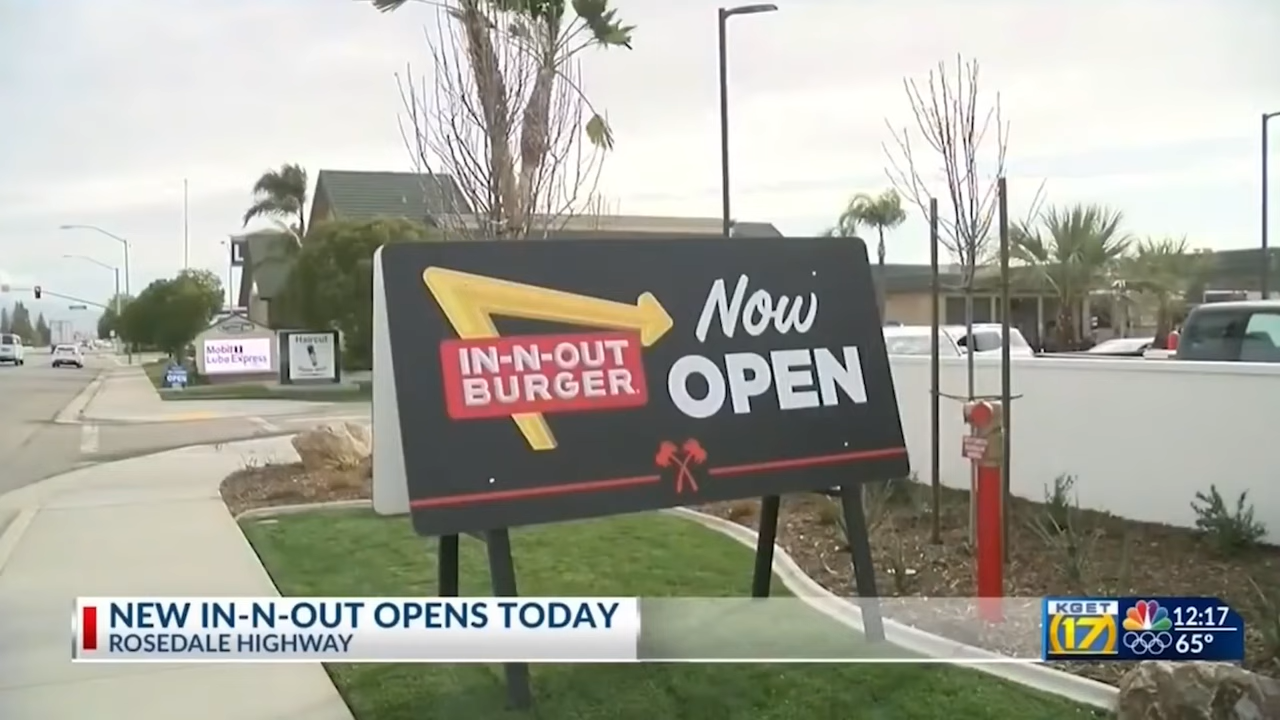 Mobil 1
Lube Express
Haircut
OPEN
IN-N-OUT
BURGER
Now
OPEN
NEW IN-N-OUT OPENS TODAY
ROSEDALE HIGHWAY
KGET
17
12:17
65°